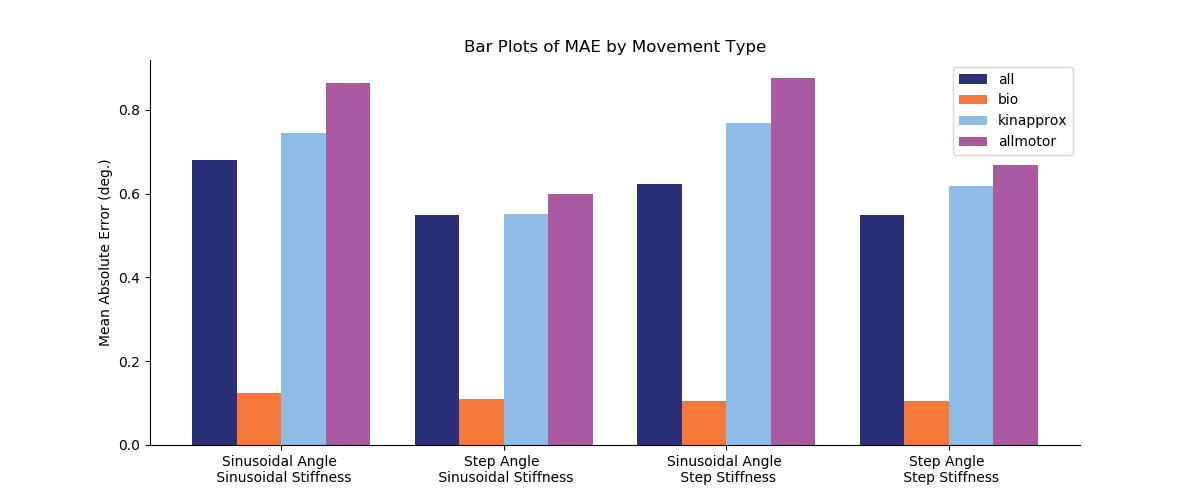 Bar Plots of MAE by Movement Type
all
bio
kinapprox
allmotor
Mean Absolute Error (deg.)
0.8
0.6
0.4
0.2
0.0
Sinusoidal Angle
Sinusoidal Stiffness
Step Angle
Sinusoidal Stiffness
Sinusoidal Angle
Step Stiffness
Step Angle
Step Stiffness